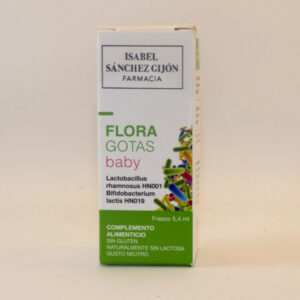 ISABEL
SÁNCHEZ GIJÓN
FARMACIA
FLORA
GOTAS
baby
Lactobacillus
rhamnosus HN001
Bifidobacterium
lactis HN019
Frasco 5,4 ml
COMPLEMENTO
ALIMENTICIO
SIN GLUTEN
NATURALMENTE SIN LACTOSA
GUSTO NEUTRO